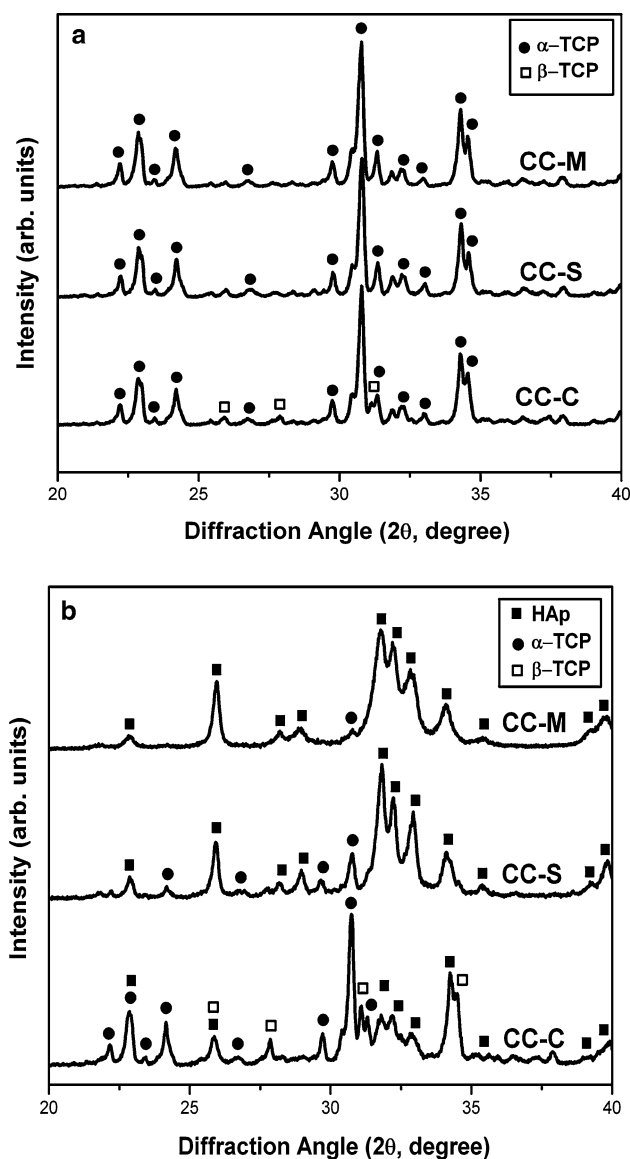 a
α–TCP
β–TCP
CC-M
CC-S
CC-C
Intensity (arb. units)
20 25 30 35 40
Diffraction Angle (2θ, degree)
b
HAp
α–TCP
β–TCP
CC-M
CC-S
CC-C
Intensity (arb. units)
20 25 30 35 40
Diffraction Angle (2θ, degree)